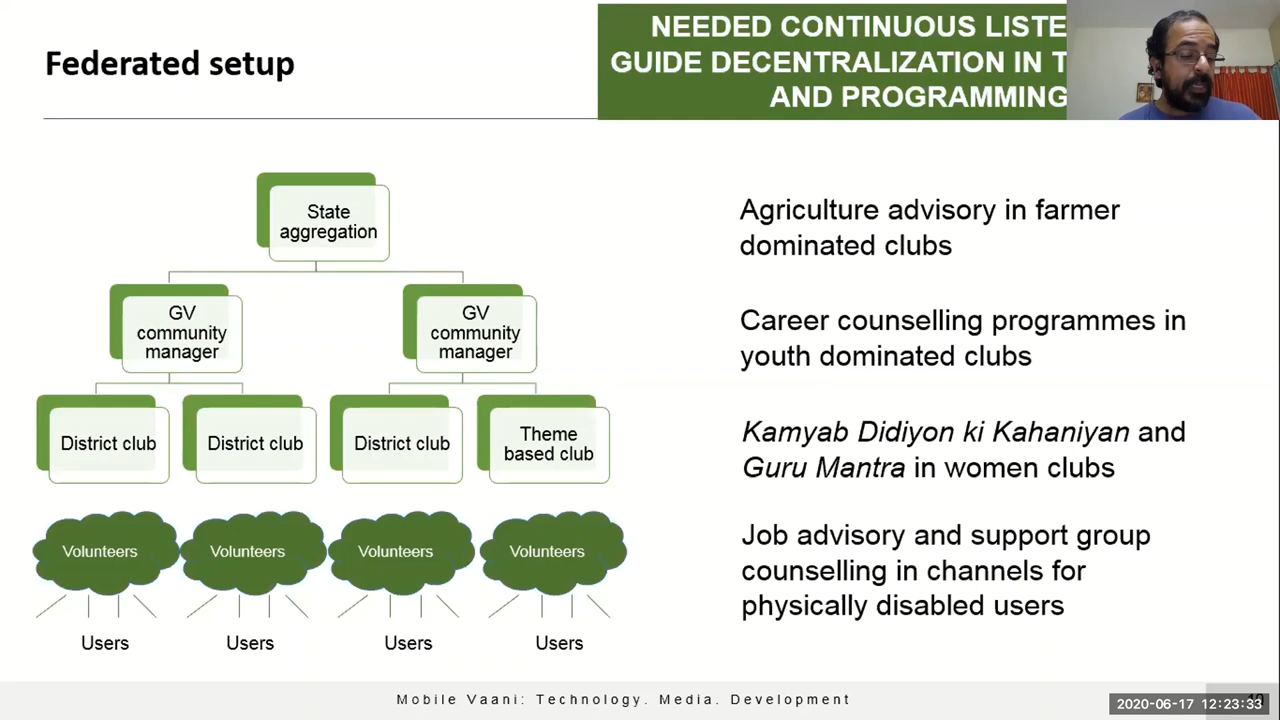 Federated setup
NEEDED CONTINUOUS LISTE
GUIDE DECENTRALIZATION IN T
AND PROGRAMMING
State
aggregation
GV
community
manager
GV
community
manager
District club
District club
District club
Theme
based club
Volunteers
Volunteers
Volunteers
Volunteers
Users
Users
Users
Users
Agriculture advisory in farmer
dominated clubs
Career counselling programmes in
youth dominated clubs
Kamyab Didiyon ki Kahaniyan and
Guru Mantra in women clubs
Job advisory and support group
counselling in channels for
physically disabled users
Mobile Vaani: Technology. Media. Development
2020-06-17 12:23:33